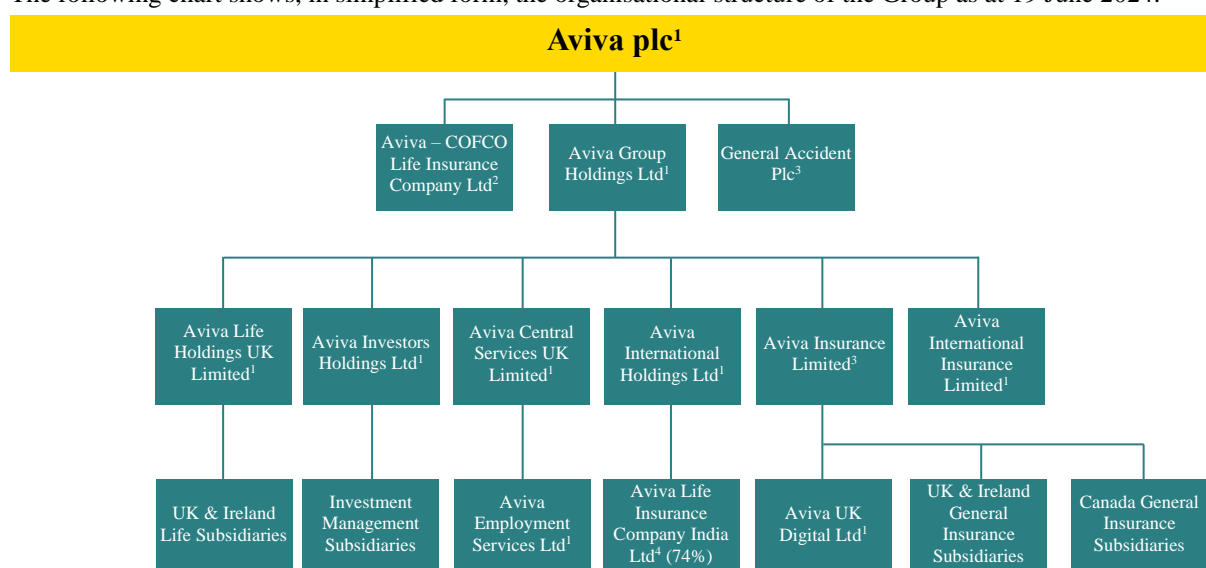 The following chart shows, in simplified form, the organisational structure of the Group as at 19 June 2024.
Aviva plc¹
Aviva – COFCO
Life Insurance
Company Ltd²
Aviva Group
Holdings Ltd¹
General Accident
Plc³
Aviva Life
Holdings UK
Limited¹
Aviva Investors
Holdings Ltd¹
Aviva Central
Services UK
Limited¹
Aviva
International
Holdings Ltd¹
Aviva Insurance
Limited³
Aviva
International
Insurance
Limited¹
UK & Ireland
Life Subsidiaries
Investment
Management
Subsidiaries
Aviva
Employment
Services Ltd¹
Aviva Life
Insurance
Company India
Ltd⁴ (74%)
Aviva UK
Digital Ltd¹
UK & Ireland
General
Insurance
Subsidiaries
Canada General
Insurance
Subsidiaries